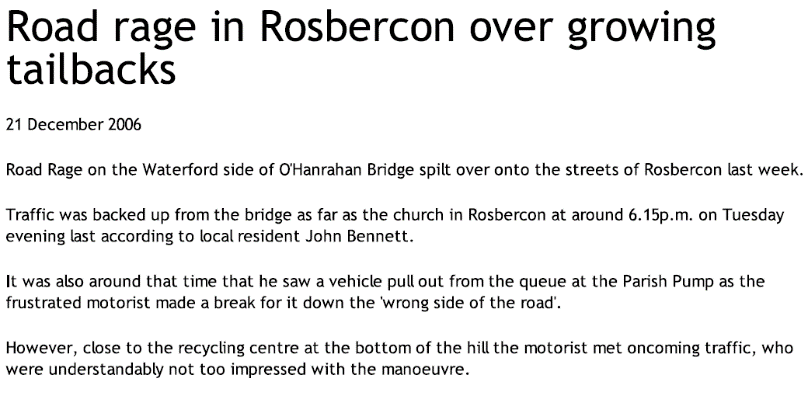 Road rage in Rosbercon over growing
tailbacks
21 December 2006
Road Rage on the Waterford side of O'Hanrahan Bridge spilt over onto the streets of Rosbercon last week.
Traffic was backed up from the bridge as far as the church in Rosbercon at around 6.15p.m. on Tuesday
evening last according to local resident John Bennett.
It was also around that time that he saw a vehicle pull out from the queue at the Parish Pump as the
frustrated motorist made a break for it down the 'wrong side of the road'.
However, close to the recycling centre at the bottom of the hill the motorist met oncoming traffic, who
were understandably not too impressed with the manoeuvre.